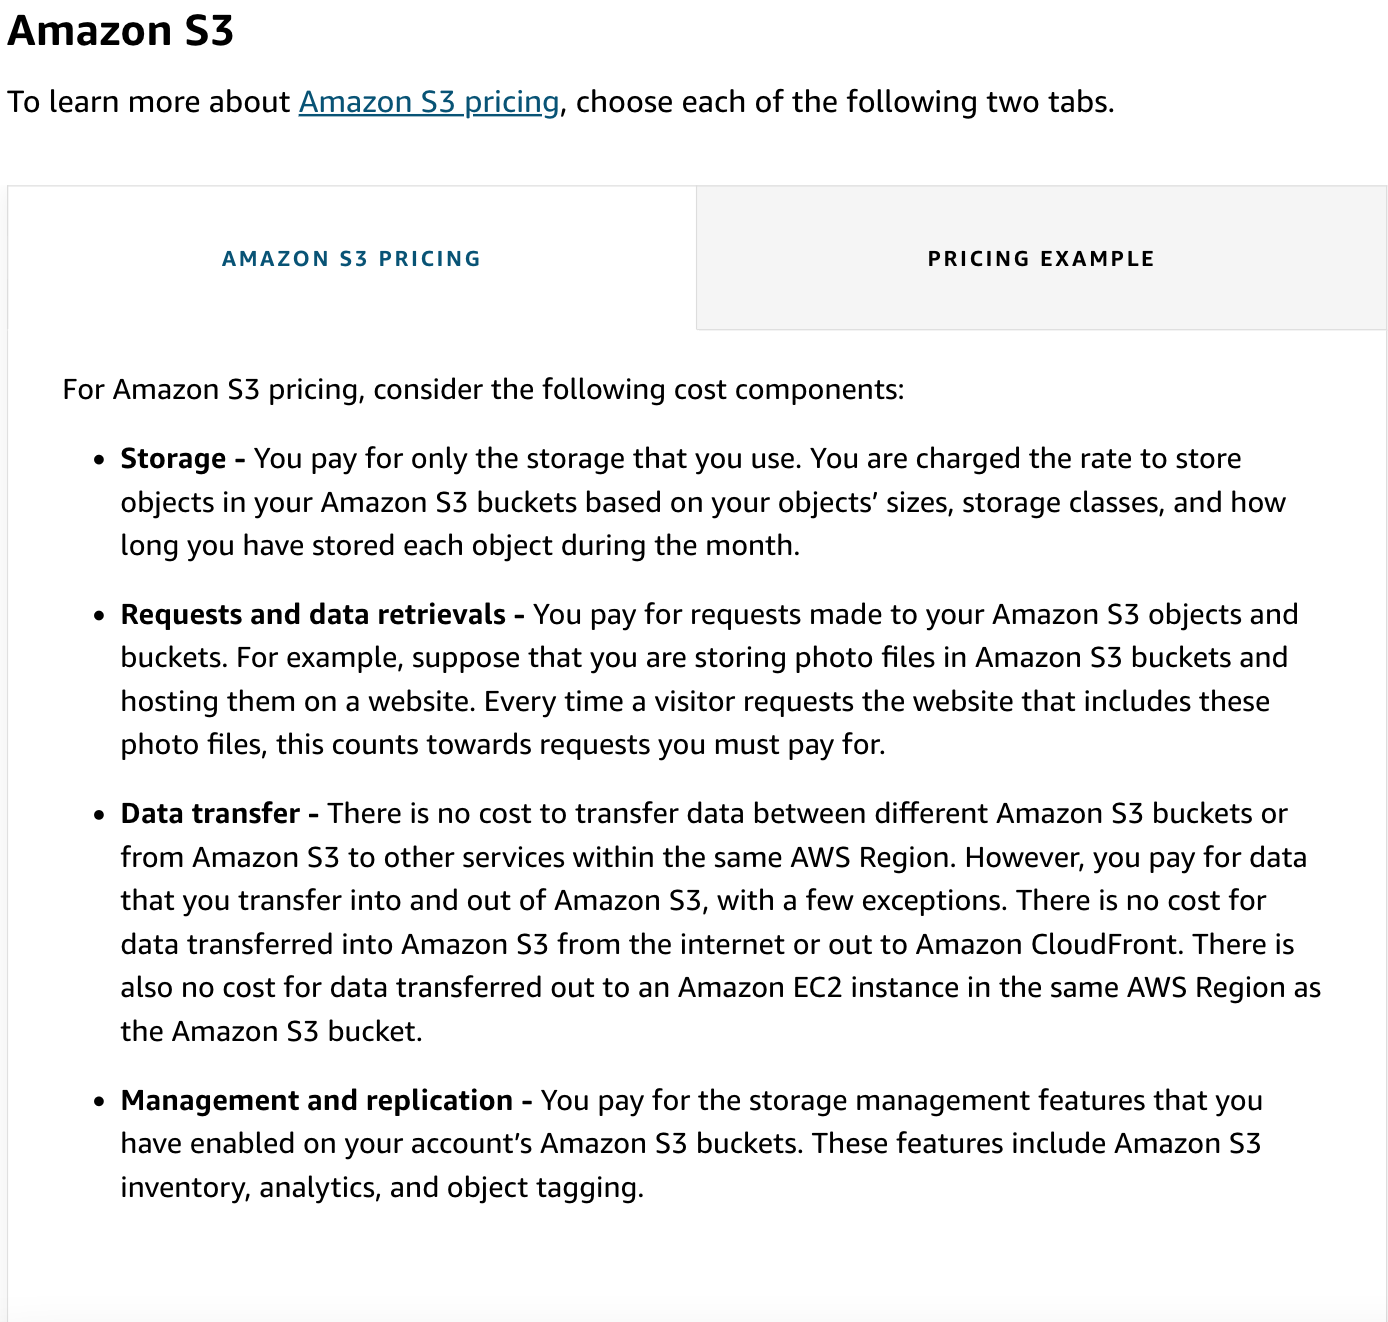 Amazon S3
To learn more about Amazon S3 pricing, choose each of the following two tabs.
AMAZON S3 PRICING
PRICING EXAMPLE
For Amazon S3 pricing, consider the following cost components:
• Storage - You pay for only the storage that you use. You are charged the rate to store
objects in your Amazon S3 buckets based on your objects’ sizes, storage classes, and how
long you have stored each object during the month.
• Requests and data retrievals - You pay for requests made to your Amazon S3 objects and
buckets. For example, suppose that you are storing photo files in Amazon S3 buckets and
hosting them on a website. Every time a visitor requests the website that includes these
photo files, this counts towards requests you must pay for.
• Data transfer - There is no cost to transfer data between different Amazon S3 buckets or
from Amazon S3 to other services within the same AWS Region. However, you pay for data
that you transfer into and out of Amazon S3, with a few exceptions. There is no cost for
data transferred into Amazon S3 from the internet or out to Amazon CloudFront. There is
also no cost for data transferred out to an Amazon EC2 instance in the same AWS Region as
the Amazon S3 bucket.
• Management and replication - You pay for the storage management features that you
have enabled on your account’s Amazon S3 buckets. These features include Amazon S3
inventory, analytics, and object tagging.